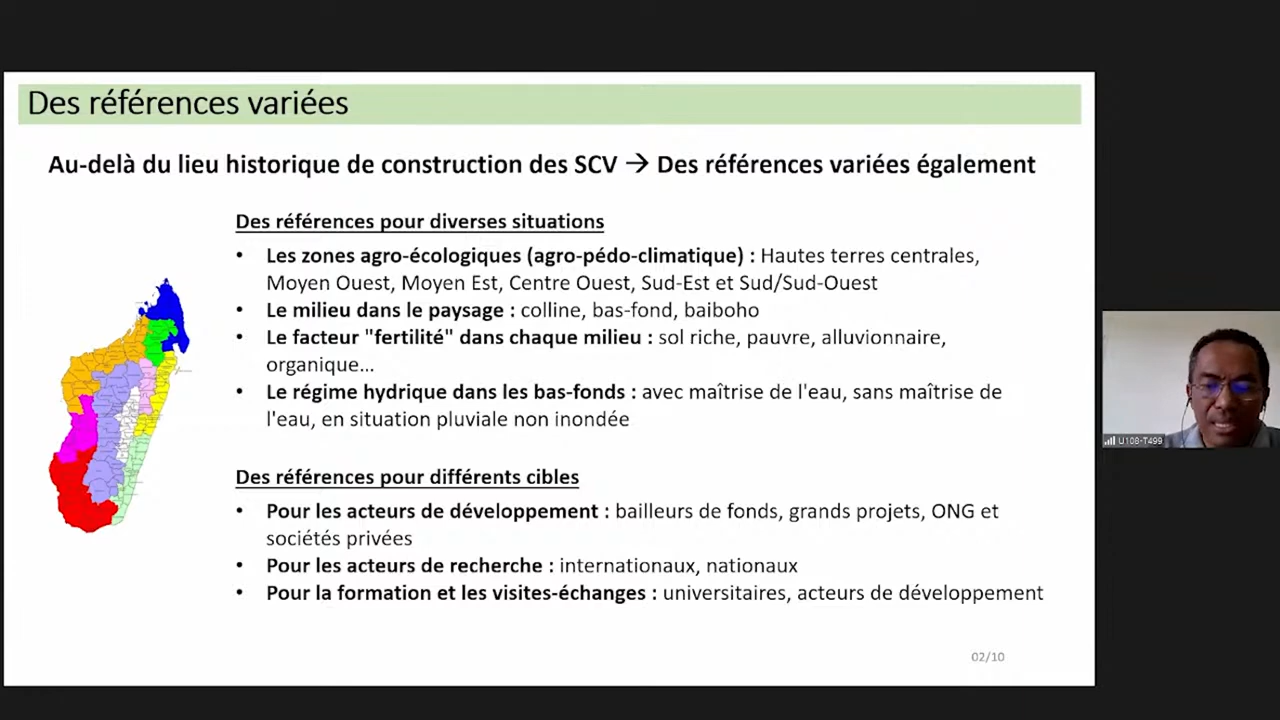 Des références variées
Au-delà du lieu historique de construction des SCV → Des références variées également
Des références pour diverses situations
• Les zones agro-écologiques (agro-pédo-climatique) : Hautes terres centrales,
Moyen Ouest, Moyen Est, Centre Ouest, Sud-Est et Sud/Sud-Ouest
• Le milieu dans le paysage : colline, bas-fond, baiboho
• Le facteur "fertilité" dans chaque milieu : sol riche, pauvre, alluvionnaire,
organique...
• Le régime hydrique dans les bas-fonds : avec maîtrise de l'eau, sans maîtrise de
l'eau, en situation pluviale non inondée
Des références pour différents cibles
• Pour les acteurs de développement : bailleurs de fonds, grands projets, ONG et
sociétés privées
• Pour les acteurs de recherche : internationaux, nationaux
• Pour la formation et les visites-échanges : universitaires, acteurs de développement
02/10
U108-T499